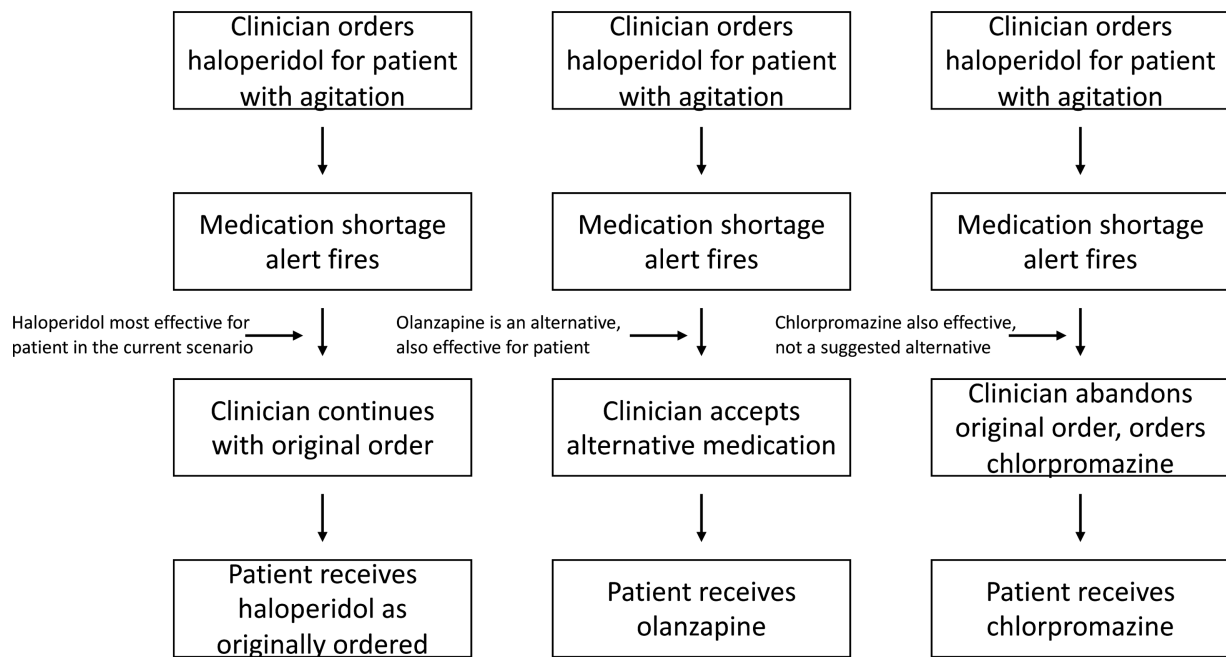 Clinician orders
haloperidol for patient
with agitation
Clinician orders
haloperidol for patient
with agitation
Clinician orders
haloperidol for patient
with agitation
Medication shortage
alert fires
Medication shortage
alert fires
Medication shortage
alert fires
Haloperidol most effective for
patient in the current scenario
Olanzapine is an alternative,
also effective for patient
Chlorpromazine also effective,
not a suggested alternative
Clinician continues
with original order
Clinician accepts
alternative medication
Clinician abandons
original order, orders
chlorpromazine
Patient receives
haloperidol as
originally ordered
Patient receives
olanzapine
Patient receives
chlorpromazine